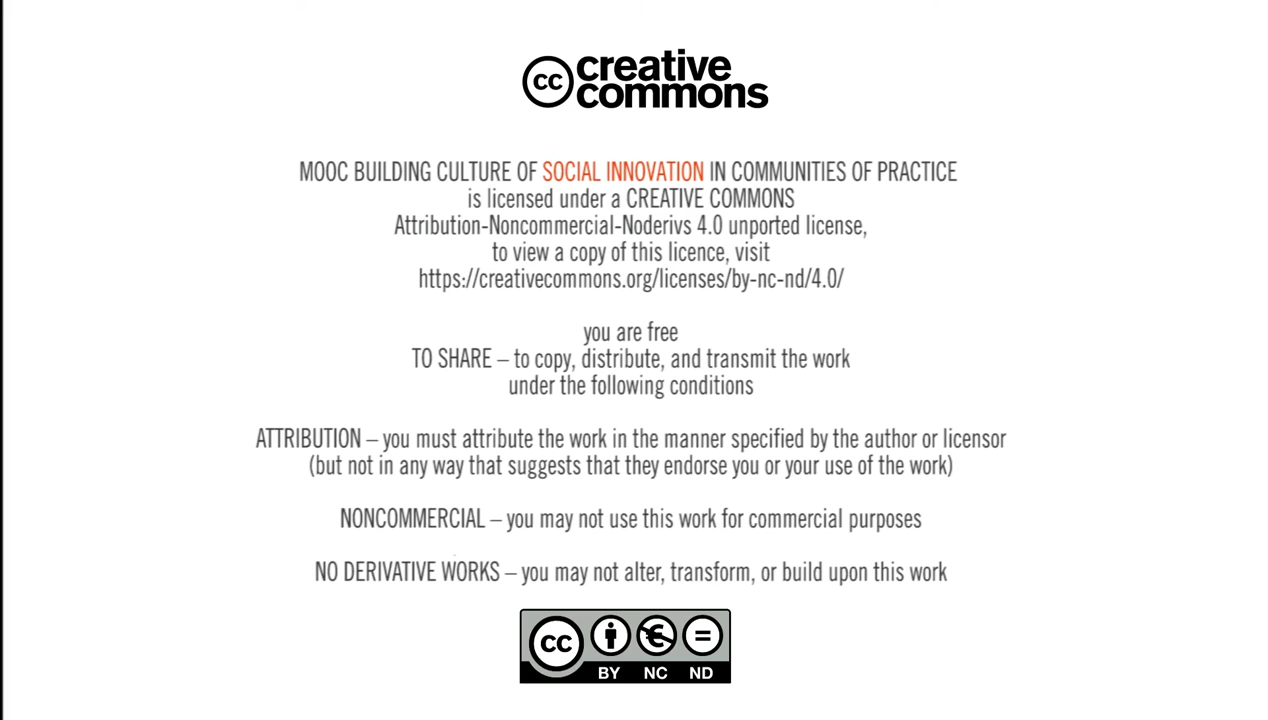 cc creative
commons
MOOC BUILDING CULTURE OF SOCIAL INNOVATION IN COMMUNITIES OF PRACTICE
is licensed under a CREATIVE COMMONS
Attribution-Noncommercial-Noderivs 4.0 unported license,
to view a copy of this licence, visit
https://creativecommons.org/licenses/by-nc-nd/4.0/
you are free
TO SHARE – to copy, distribute, and transmit the work
under the following conditions
ATTRIBUTION – you must attribute the work in the manner specified by the author or licensor
(but not in any way that suggests that they endorse you or your use of the work)
NONCOMMERCIAL – you may not use this work for commercial purposes
NO DERIVATIVE WORKS – you may not alter, transform, or build upon this work
cc € =
BY NC ND